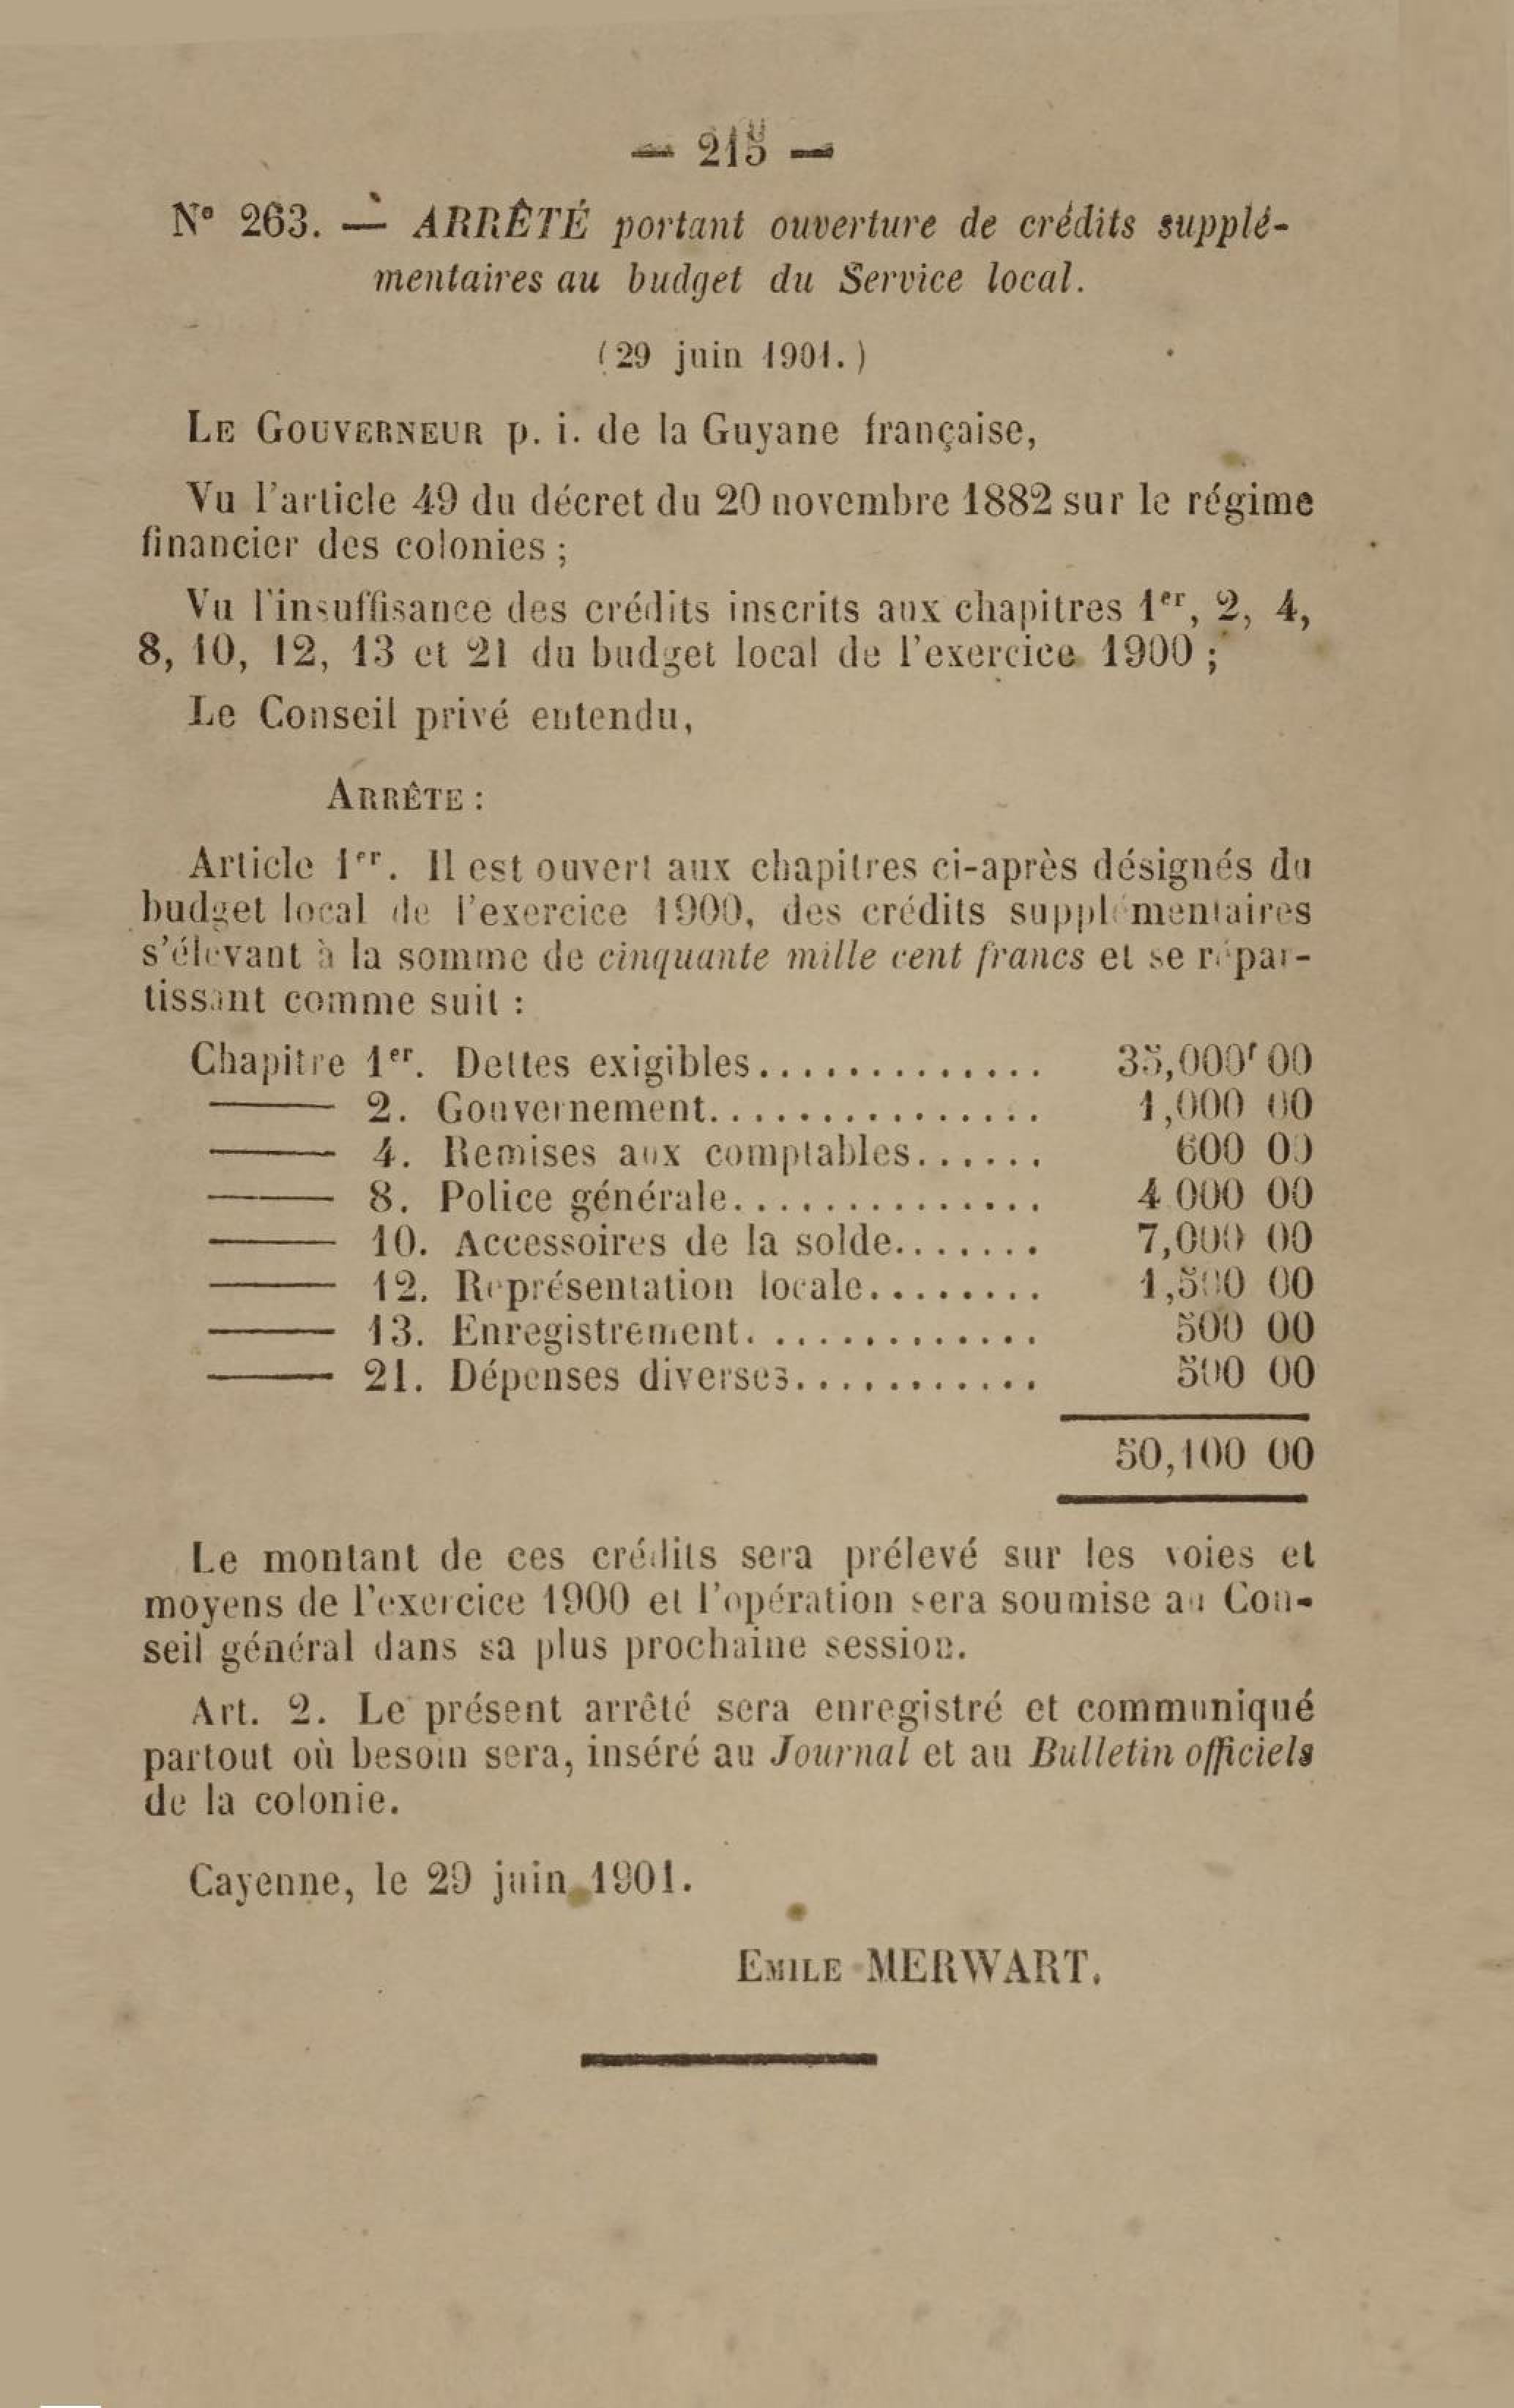 — 215 —
N° 263. — ARRÊTÉ portant ouverture de crédits supplé-
mentaires au budget du Service local.
(29 juin 1901.)
LE GOUVERNEUR p. i. de la Guyane française,
Vu l'article 49 du décret du 20 novembre 1882 sur le régime
financier des colonies ;
Vu l'insuffisance des crédits inscrits aux chapitres 1er, 2, 4,
8, 10, 12, 13 et 21 du budget local de l'exercice 1900 ;
Le Conseil privé entendu,
ARRÊTE :
Article 1er. Il est ouvert aux chapitres ci-après désignés du
budget local de l'exercice 1900, des crédits supplémentaires
s'élevant à la somme de cinquante mille cent francs et se répar-
tissant comme suit :
Chapitre 1er. Dettes exigibles............. 35,000f 00
—— 2. Gouvernement............... 1,000 00
—— 4. Remises aux comptables...... 600 00
—— 8. Police générale.............. 4 000 00
—— 10. Accessoires de la solde....... 7,000 00
—— 12. Représentation locale........ 1,500 00
—— 13. Enregistrement............. 500 00
—— 21. Dépenses diverses........... 500 00
50,100 00
Le montant de ces crédits sera prélevé sur les voies et
moyens de l'exercice 1900 et l'opération sera soumise au Con-
seil général dans sa plus prochaine session.
Art. 2. Le présent arrêté sera enregistré et communiqué
partout où besoin sera, inséré au Journal et au Bulletin officiels
de la colonie.
Cayenne, le 29 juin 1901.
EMILE MERWART.